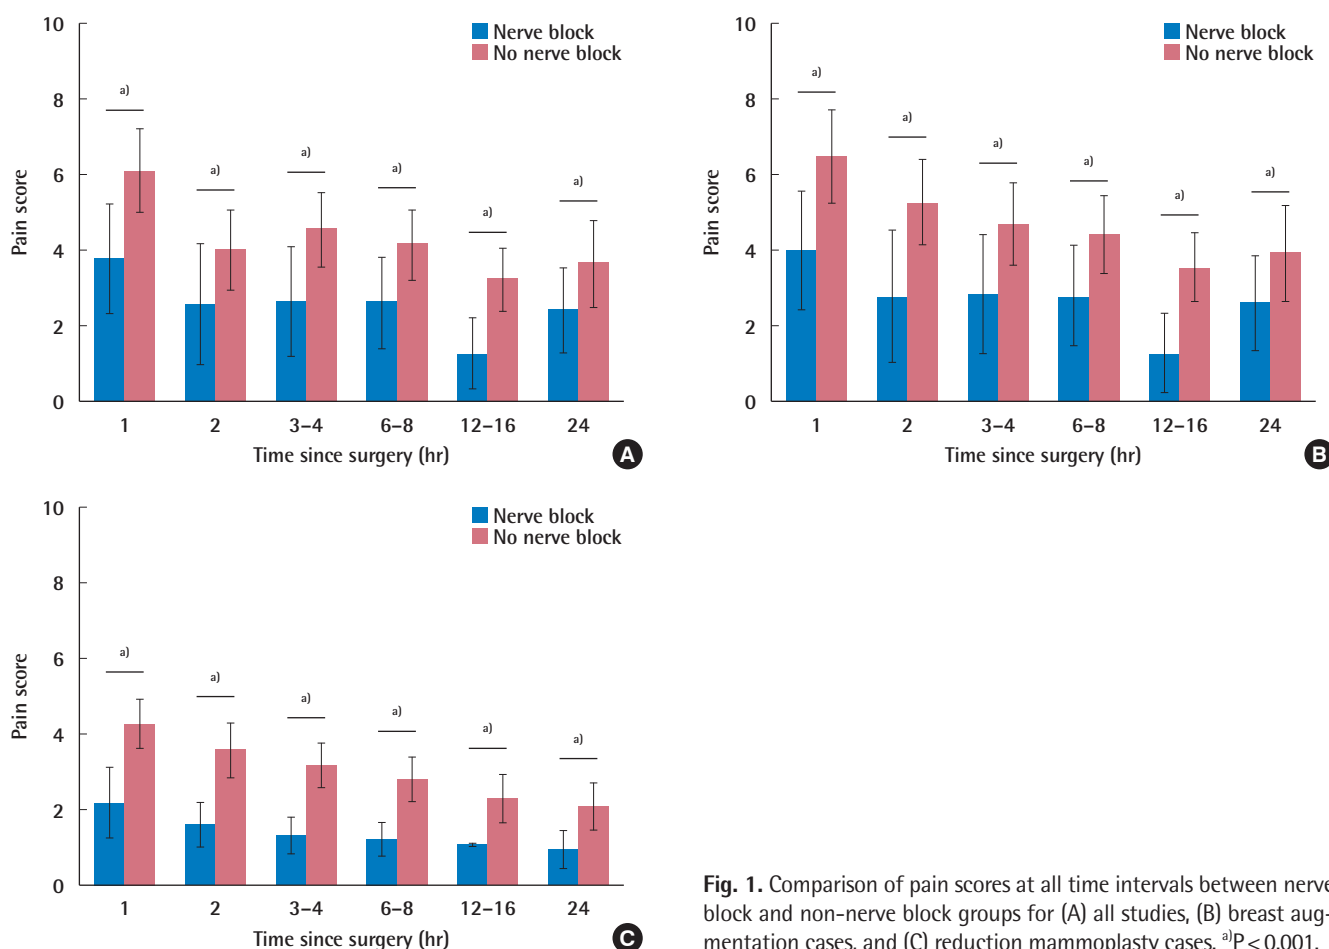 10
8
6
4
2
0
Pain score
Nerve block
No nerve block
a)
a)
a)
a)
a)
a)
1 2 3–4 6–8 12–16 24
Time since surgery (hr)
A
10
8
6
4
2
0
Pain score
Nerve block
No nerve block
a)
a)
a)
a)
a)
a)
1 2 3–4 6–8 12–16 24
Time since surgery (hr)
B
10
8
6
4
2
0
Pain score
Nerve block
No nerve block
a)
a)
a)
a)
a)
a)
1 2 3–4 6–8 12–16 24
Time since surgery (hr)
C
Fig. 1. Comparison of pain scores at all time intervals between nerve
block and non-nerve block groups for (A) all studies, (B) breast aug-
mentation cases, and (C) reduction mammoplasty cases. a)P < 0.001.